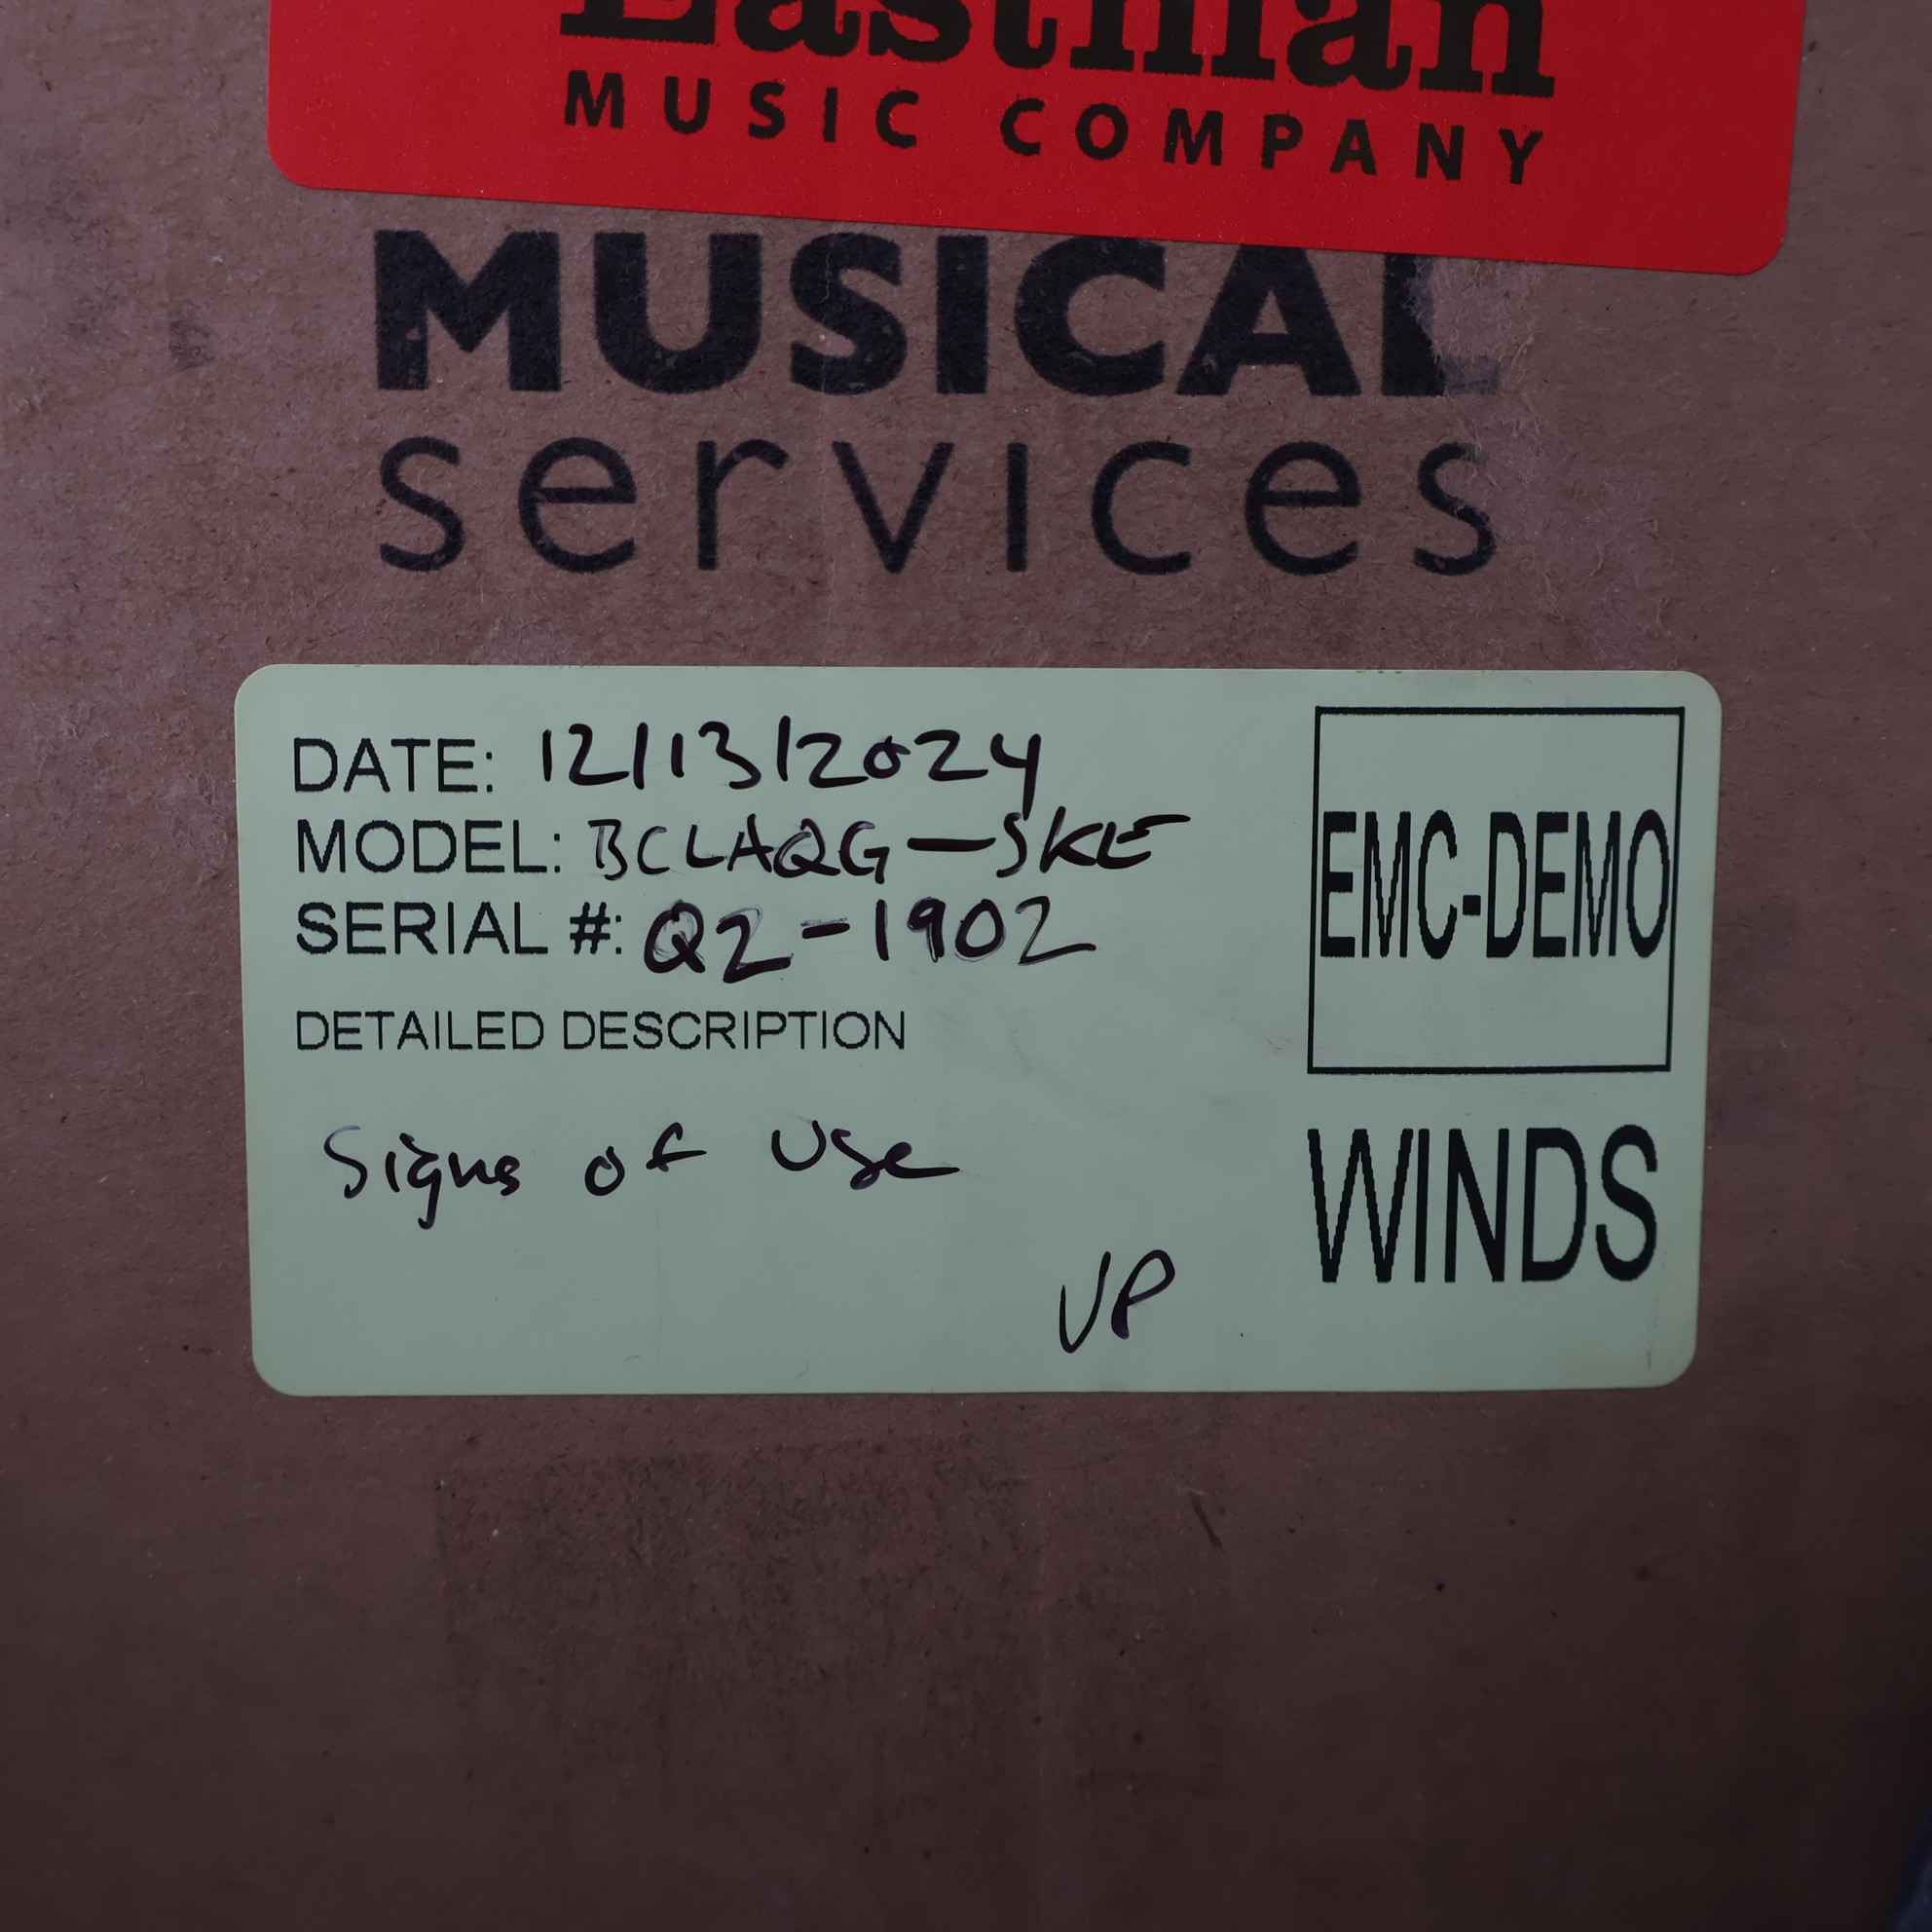 Eastman
MUSIC COMPANY
MUSICAL
services
DATE: 12/13/2024
MODEL: BCLAQG-SKE
SERIAL #: Q2-1902
DETAILED DESCRIPTION
Signs of Use
VP
EMC-DEMO
WINDS